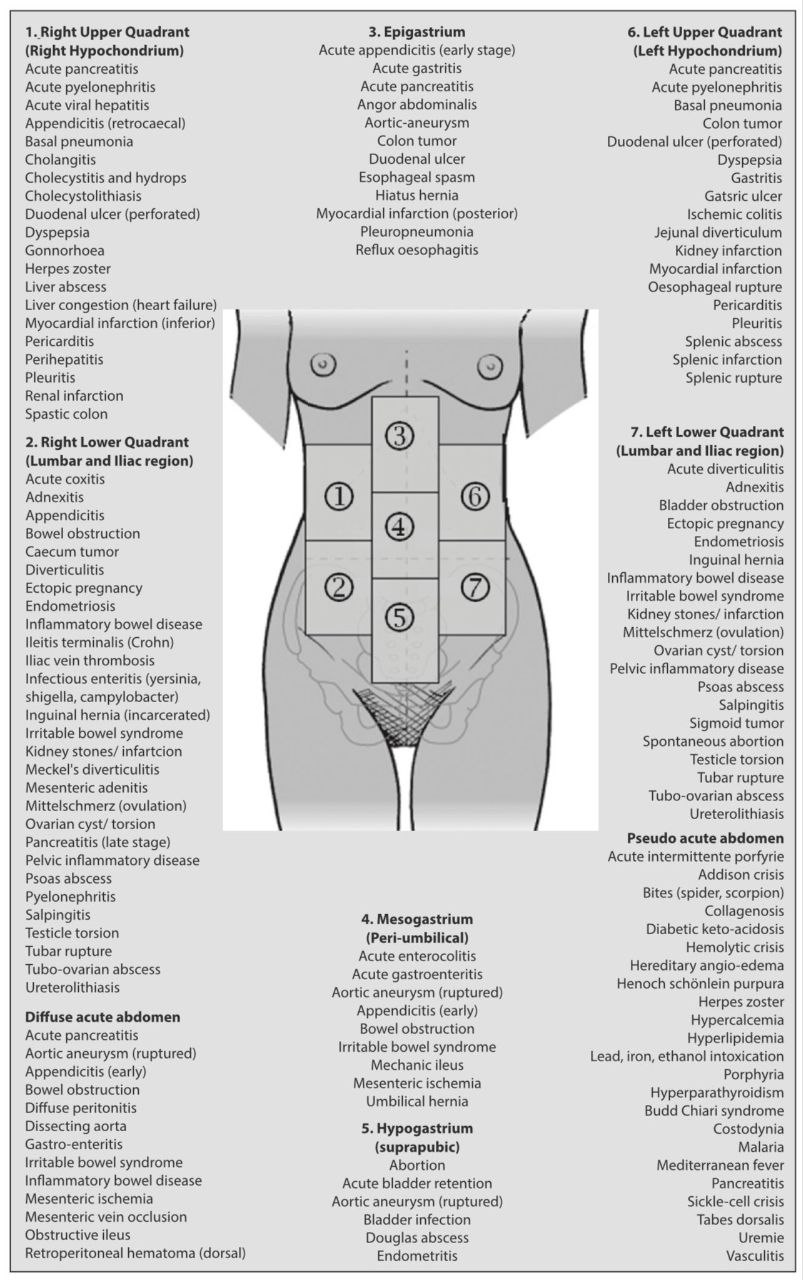 1. Right Upper Quadrant
(Right Hypochondrium)
Acute pancreatitis
Acute pyelonephritis
Acute viral hepatitis
Appendicitis (retrocaecal)
Basal pneumonia
Cholangitis
Cholecystitis and hydrops
Cholecystolithiasis
Duodenal ulcer (perforated)
Dyspepsia
Gonnorhoea
Herpes zoster
Liver abscess
Liver congestion (heart failure)
Myocardial infarction (inferior)
Pericarditis
Perihepatitis
Pleuritis
Renal infarction
Spastic colon
2. Right Lower Quadrant
(Lumbar and Iliac region)
Acute coxitis
Adnexitis
Appendicitis
Bowel obstruction
Caecum tumor
Diverticulitis
Ectopic pregnancy
Endometriosis
Inflammatory bowel disease
Ileitis terminalis (Crohn)
Iliac vein thrombosis
Infectious enteritis (yersinia,
shigella, campylobacter)
Inguinal hernia (incarcerated)
Irritable bowel syndrome
Kidney stones/ infartcion
Meckel's diverticulitis
Mesenteric adenitis
Mittelschmerz (ovulation)
Ovarian cyst/ torsion
Pancreatitis (late stage)
Pelvic inflammatory disease
Psoas abscess
Pyelonephritis
Salpingitis
Testicle torsion
Tubar rupture
Tubo-ovarian abscess
Ureterolithiasis
Diffuse acute abdomen
Acute pancreatitis
Aortic aneurysm (ruptured)
Appendicitis (early)
Bowel obstruction
Diffuse peritonitis
Dissecting aorta
Gastro-enteritis
Irritable bowel syndrome
Inflammatory bowel disease
Mesenteric ischemia
Mesenteric vein occlusion
Obstructive ileus
Retroperitoneal hematoma (dorsal)
3. Epigastrium
Acute appendicitis (early stage)
Acute gastritis
Acute pancreatitis
Angor abdominalis
Aortic-aneurysm
Colon tumor
Duodenal ulcer
Esophageal spasm
Hiatus hernia
Myocardial infarction (posterior)
Pleuropneumonia
Reflux oesophagitis
③
①
⑥
④
②
⑦
⑤
4. Mesogastrium
(Peri-umbilical)
Acute enterocolitis
Acute gastroenteritis
Aortic aneurysm (ruptured)
Appendicitis (early)
Bowel obstruction
Irritable bowel syndrome
Mechanic ileus
Mesenteric ischemia
Umbilical hernia
5. Hypogastrium
(suprapubic)
Abortion
Acute bladder retention
Aortic aneurysm (ruptured)
Bladder infection
Douglas abscess
Endometritis
6. Left Upper Quadrant
(Left Hypochondrium)
Acute pancreatitis
Acute pyelonephritis
Basal pneumonia
Colon tumor
Duodenal ulcer (perforated)
Dyspepsia
Gastritis
Gatsric ulcer
Ischemic colitis
Jejunal diverticulum
Kidney infarction
Myocardial infarction
Oesophageal rupture
Pericarditis
Pleuritis
Splenic abscess
Splenic infarction
Splenic rupture
7. Left Lower Quadrant
(Lumbar and Iliac region)
Acute diverticulitis
Adnexitis
Bladder obstruction
Ectopic pregnancy
Endometriosis
Inguinal hernia
Inflammatory bowel disease
Irritable bowel syndrome
Kidney stones/ infarction
Mittelschmerz (ovulation)
Ovarian cyst/ torsion
Pelvic inflammatory disease
Psoas abscess
Salpingitis
Sigmoid tumor
Spontaneous abortion
Testicle torsion
Tubar rupture
Tubo-ovarian abscess
Ureterolithiasis
Pseudo acute abdomen
Acute intermittente porfyrie
Addison crisis
Bites (spider, scorpion)
Collagenosis
Diabetic keto-acidosis
Hemolytic crisis
Hereditary angio-edema
Henoch schönlein purpura
Herpes zoster
Hypercalcemia
Hyperlipidemia
Lead, iron, ethanol intoxication
Porphyria
Hyperparathyroidism
Budd Chiari syndrome
Costodynia
Malaria
Mediterranean fever
Pancreatitis
Sickle-cell crisis
Tabes dorsalis
Uremie
Vasculitis